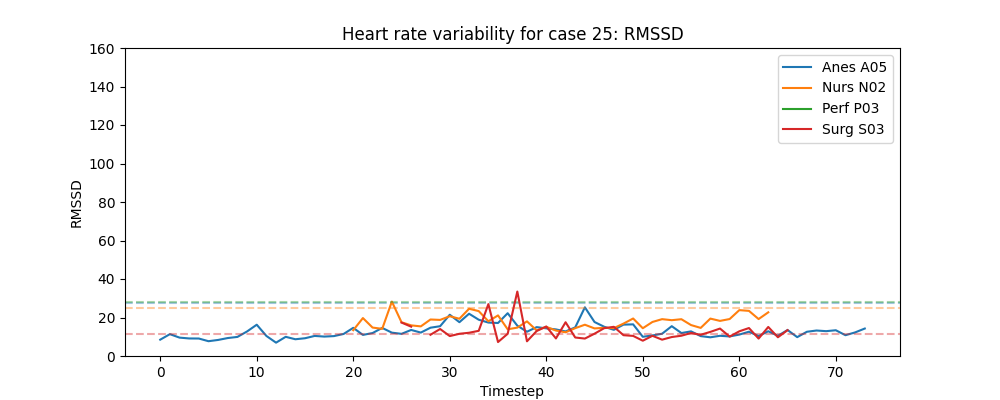 Heart rate variability for case 25: RMSSD
160
140
120
100
80
60
40
20
0
RMSSD
Anes A05
Nurs N02
Perf P03
Surg S03
0 10 20 30 40 50 60 70
Timestep